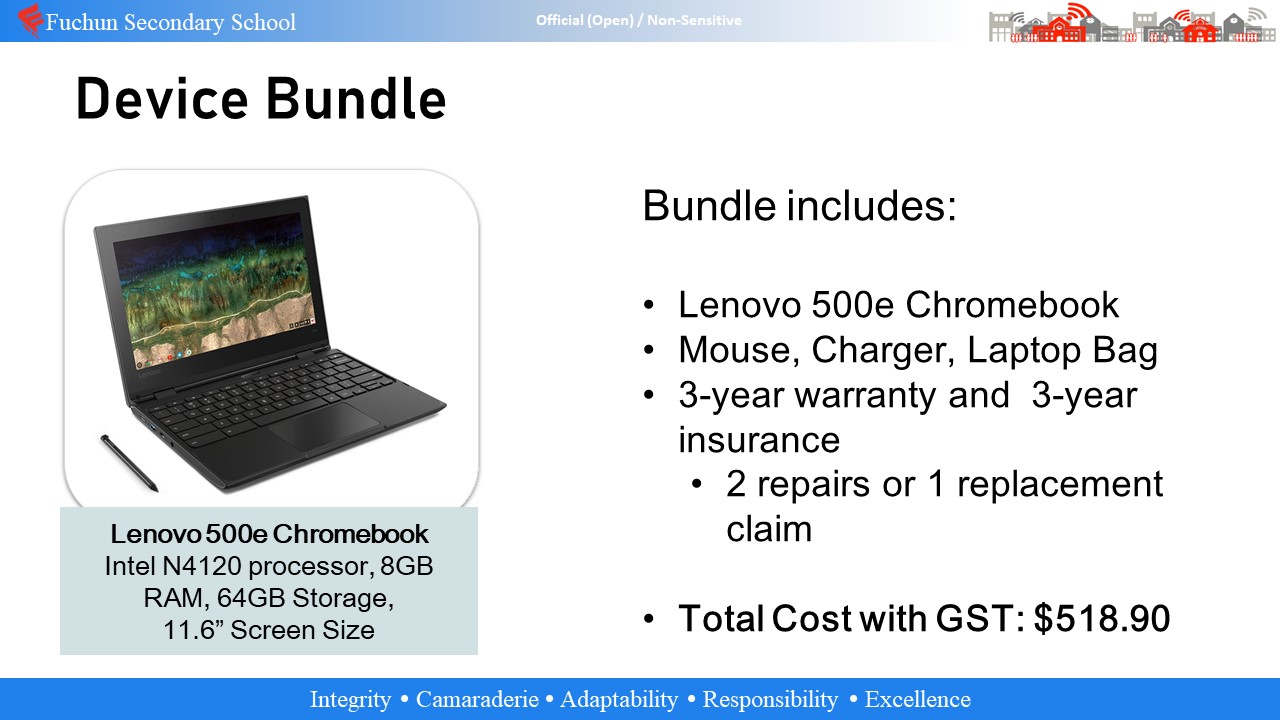 Fuchun Secondary School
Official (Open) / Non-Sensitive
Device Bundle
Bundle includes:
• Lenovo 500e Chromebook
• Mouse, Charger, Laptop Bag
• 3-year warranty and  3-year
insurance
• 2 repairs or 1 replacement
claim
• Total Cost with GST: $518.90
Lenovo 500e Chromebook
Intel N4120 processor, 8GB
RAM, 64GB Storage,
11.6” Screen Size
Integrity • Camaraderie • Adaptability • Responsibility • Excellence